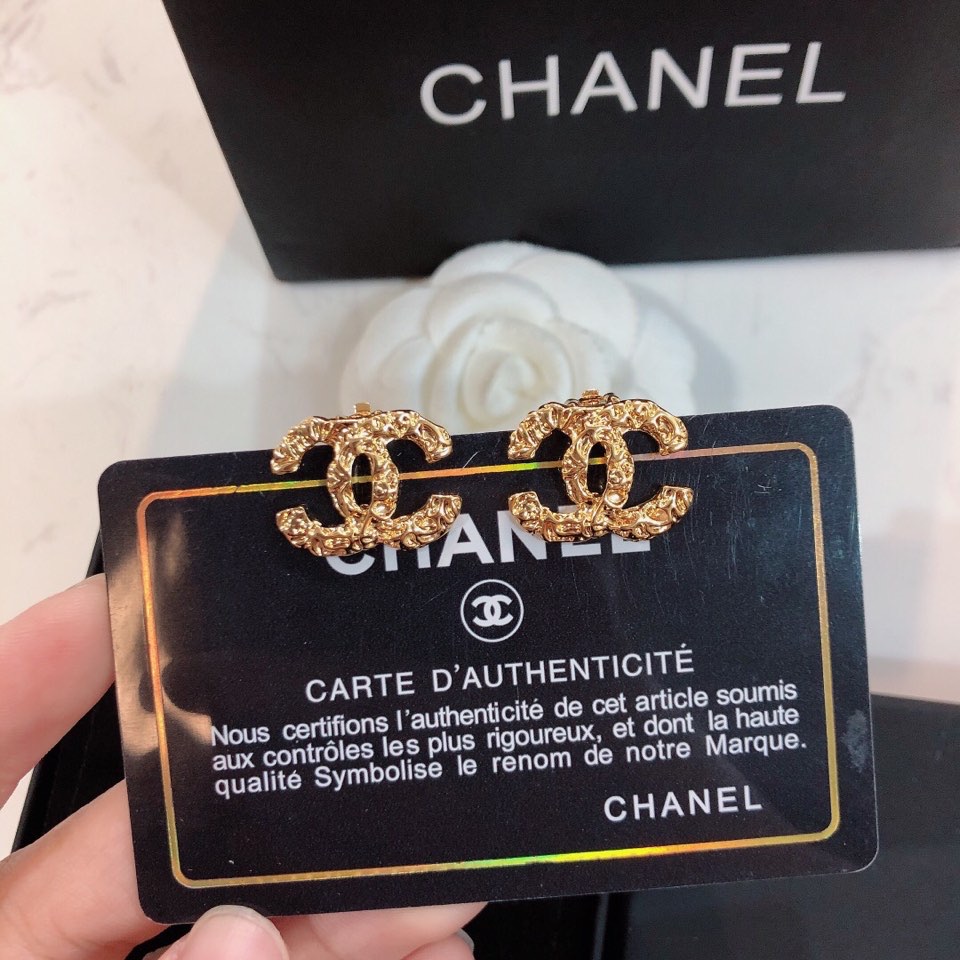 CHANEL
CHANEL
CARTE D'AUTHENTICITÉ
Nous certifions l'authenticité de cet article soumis
aux contrôles les plus rigoureux, et dont la haute
qualité Symbolise le renom de notre Marque.
CHANEL